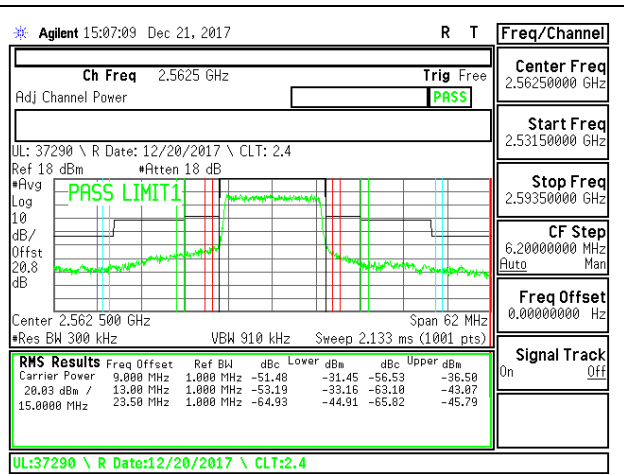 Agilent 15:07:09 Dec 21, 2017 R T
Ch Freq 2.5625 GHz Trig Free
Adj Channel Power PASS
UL: 37290 \ R Date: 12/20/2017 \ CLT: 2.4
Ref 18 dBm #Atten 18 dB
#Avg
Log
10
dB/
Offst
20.8
dB
PASS LIMIT1
Center 2.562 500 GHz Span 62 MHz
#Res BW 300 kHz VBW 910 kHz Sweep 2.133 ms (1001 pts)
RMS Results Freq Offset Ref BW dBc Lower dBm dBc Upper dBm
Carrier Power 9.000 MHz 1.000 MHz -51.48 -31.45 -56.53 -36.50
20.03 dBm / 13.00 MHz 1.000 MHz -53.19 -33.16 -63.10 -43.07
15.0000 MHz 23.50 MHz 1.000 MHz -64.93 -44.91 -65.82 -45.79
UL:37290 \ R Date:12/20/2017 \ CLT:2.4
Freq/Channel
Center Freq
2.56250000 GHz
Start Freq
2.53150000 GHz
Stop Freq
2.59350000 GHz
CF Step
6.20000000 MHz
Auto Man
Freq Offset
0.00000000 Hz
Signal Track
On Off